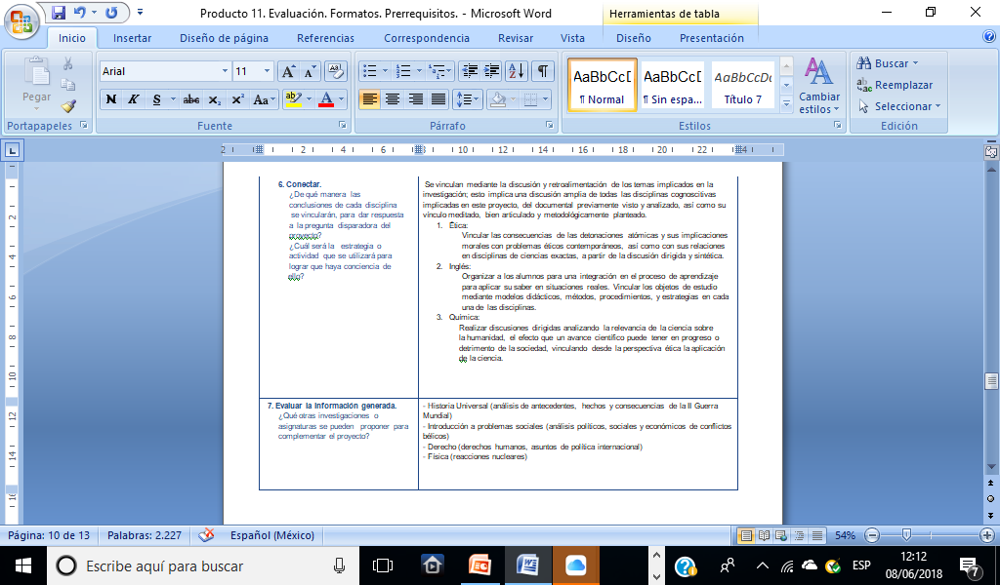 Producto 11. Evaluación. Formatos. Prerrequisitos. - Microsoft Word
Herramientas de tabla
Inicio Insertar Diseño de página Referencias Correspondencia Revisar Vista Diseño Presentación
Pegar
Portapapeles
Arial 11
N K S abc x₂ x² Aa
Fuente
Párrafo
AaBbCcD AaBbCcD AaBbCcDc
¶ Normal ¶ Sin espa... Título 7
Cambiar estilos
Estilos
Buscar
Reemplazar
Seleccionar
Edición
2 2 4 6 8 10 12 14 16 18 20 22 24
6. Conectar.
¿De qué manera las
conclusiones de cada disciplina
se vincularán, para dar respuesta
a la pregunta disparadora del
proyecto?
¿Cuál será la estrategia o
actividad que se utilizará para
lograr que haya conciencia de
ello?
Se vinculan mediante la discusión y retroalimentación de los temas implicados en la
investigación; esto implica una discusión amplia de todas las disciplinas cognoscitivas
implicadas en este proyecto, del documental previamente visto y analizado, así como su
vínculo meditado, bien articulado y metodológicamente planteado.
1. Ética:
Vincular las consecuencias de las detonaciones atómicas y sus implicaciones
morales con problemas éticos contemporáneos, así como con sus relaciones
en disciplinas de ciencias exactas, a partir de la discusión dirigida y sintética.
2. Inglés:
Organizar a los alumnos para una integración en el proceso de aprendizaje
para aplicar su saber en situaciones reales. Vincular los objetos de estudio
mediante modelos didácticos, métodos, procedimientos, y estrategias en cada
una de las disciplinas.
3. Química:
Realizar discusiones dirigidas analizando la relevancia de la ciencia sobre
la humanidad, el efecto que un avance científico puede tener en progreso o
detrimento de la sociedad, vinculando desde la perspectiva ética la aplicación
de la ciencia.
7. Evaluar la información generada.
¿Qué otras investigaciones o
asignaturas se pueden proponer para
complementar el proyecto?
- Historia Universal (análisis de antecedentes, hechos y consecuencias de la II Guerra
Mundial)
- Introducción a problemas sociales (análisis políticos, sociales y económicos de conflictos
bélicos)
- Derecho (derechos humanos, asuntos de política internacional)
- Física (reacciones nucleares)
Página: 10 de 13 Palabras: 2.227 Español (México) 54%
Escribe aquí para buscar
ESP
12:12
08/06/2018
7